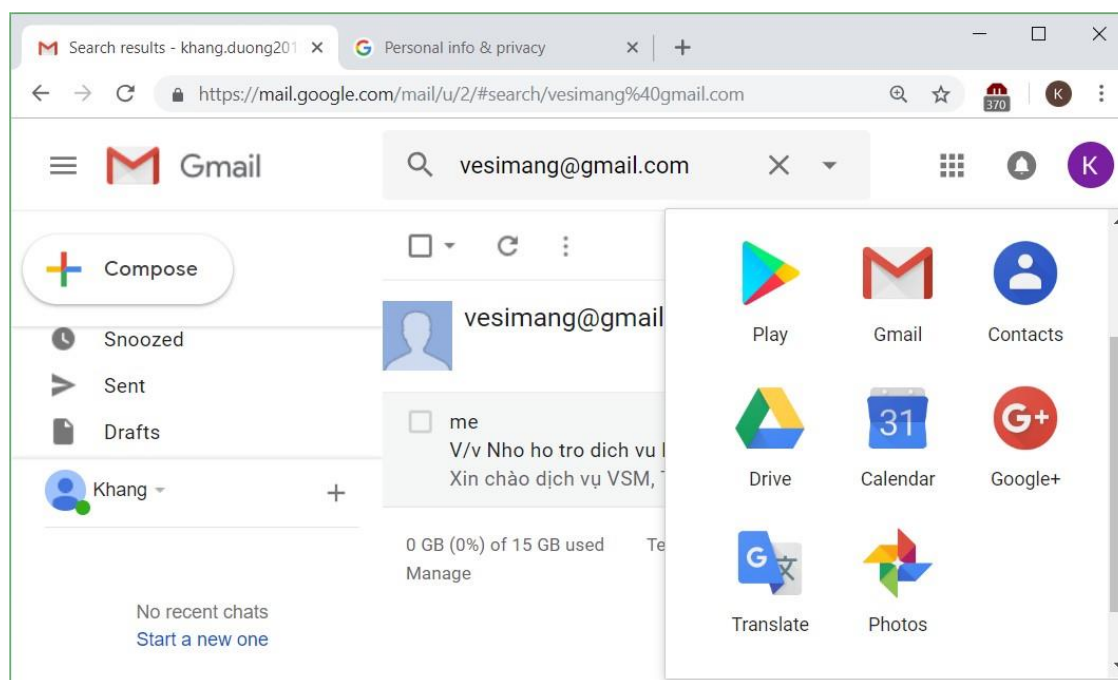 Search results - khang.duong201
Personal info & privacy
https://mail.google.com/mail/u/2/#search/vesimang%40gmail.com
370
K
Gmail
vesimang@gmail.com
K
Compose
Snoozed
Sent
Drafts
Khang
No recent chats
Start a new one
vesimang@gmail
me
V/v Nho ho tro dich vu
Xin chào dịch vụ VSM,
0 GB (0%) of 15 GB used Te
Manage
Play Gmail Contacts
31
G+
Drive Calendar Google+
G 文
Translate Photos